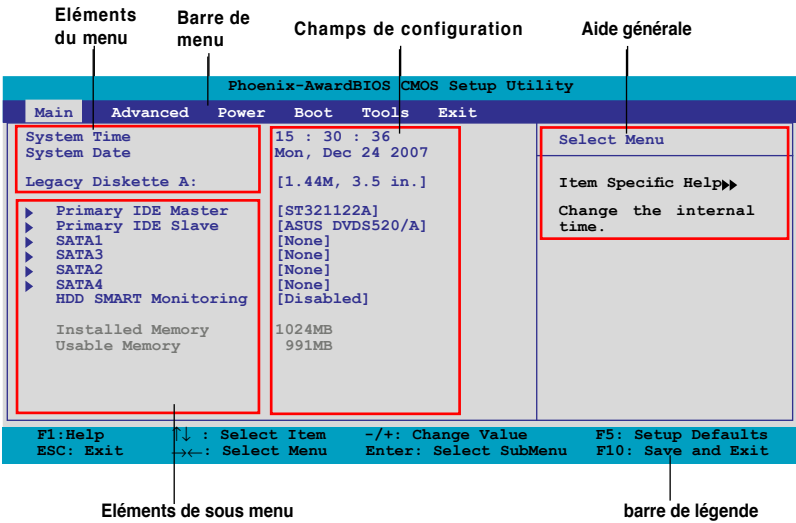 Eléments du menu
Barre de menu
Champs de configuration
Aide générale
Phoenix-AwardBIOS CMOS Setup Utility
Main Advanced Power Boot Tools Exit
System Time 15 : 30 : 36
System Date Mon, Dec 24 2007
Legacy Diskette A: [1.44M, 3.5 in.]
Primary IDE Master [ST321122A]
Primary IDE Slave [ASUS DVDS520/A]
SATA1 [None]
SATA3 [None]
SATA2 [None]
SATA4 [None]
HDD SMART Monitoring [Disabled]
Installed Memory 1024MB
Usable Memory 991MB
Select Menu
Item Specific Help
Change the internal
time.
F1:Help ↑↓ : Select Item -/+: Change Value F5: Setup Defaults
ESC: Exit →←: Select Menu Enter: Select SubMenu F10: Save and Exit
Eléments de sous menu
barre de légende